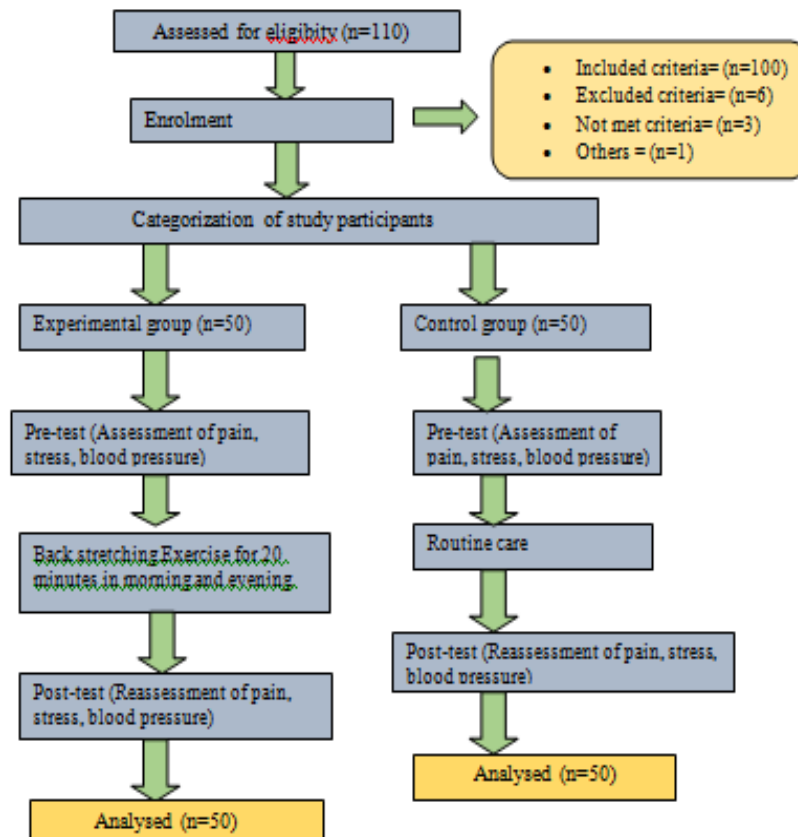 Assessed for eligibity (n=110)
• Included criteria= (n=100)
• Excluded criteria= (n=6)
• Not met criteria= (n=3)
• Others = (n=1)
Enrolment
Categorization of study participants
Experimental group (n=50)
Control group (n=50)
Pre-test (Assessment of pain,
stress, blood pressure)
Pre-test (Assessment of
pain, stress, blood pressure)
Back stretching Exercise for 20
minutes in morning and evening.
Routine care
Post-test (Reassessment of pain,
stress, blood pressure)
Post-test (Reassessment of pain, stress,
blood pressure)
Analysed (n=50)
Analysed (n=50)